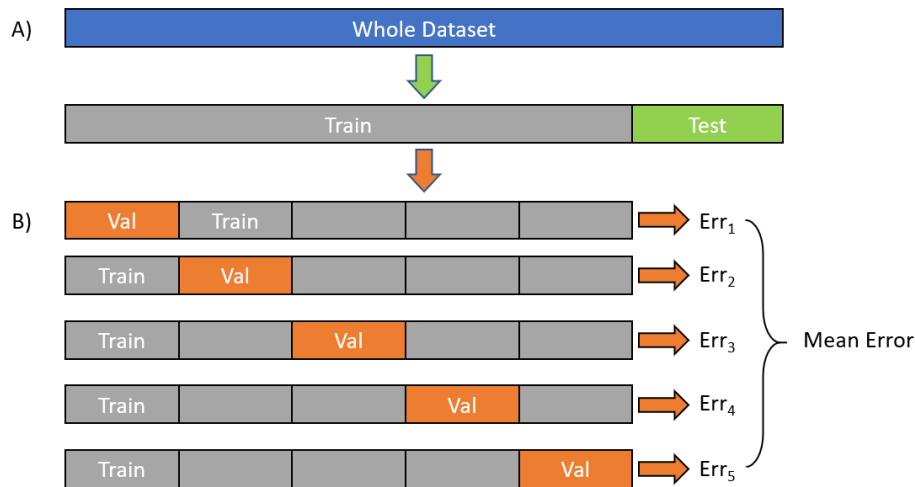 A) Whole Dataset
Train Test
B) Val Train Err₁
Train Val Err₂
Train Val Err₃ Mean Error
Train Val Err₄
Train Val Err₅